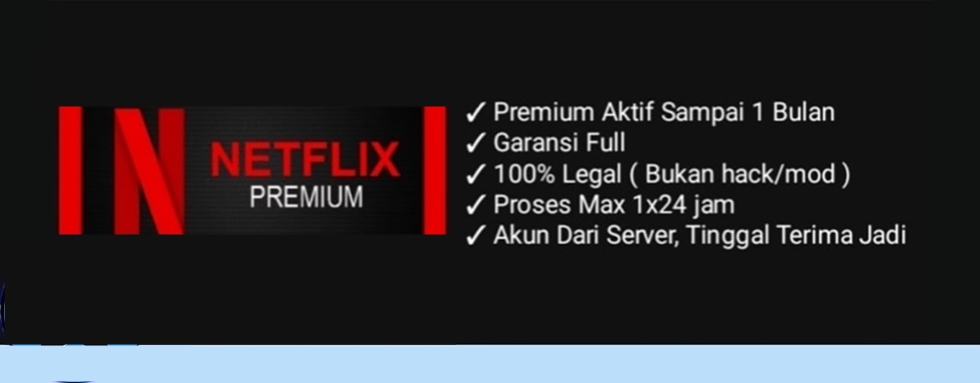 NETFLIX
PREMIUM
✓ Premium Aktif Sampai 1 Bulan
✓ Garansi Full
✓ 100% Legal ( Bukan hack/mod )
✓ Proses Max 1x24 jam
✓ Akun Dari Server, Tinggal Terima Jadi